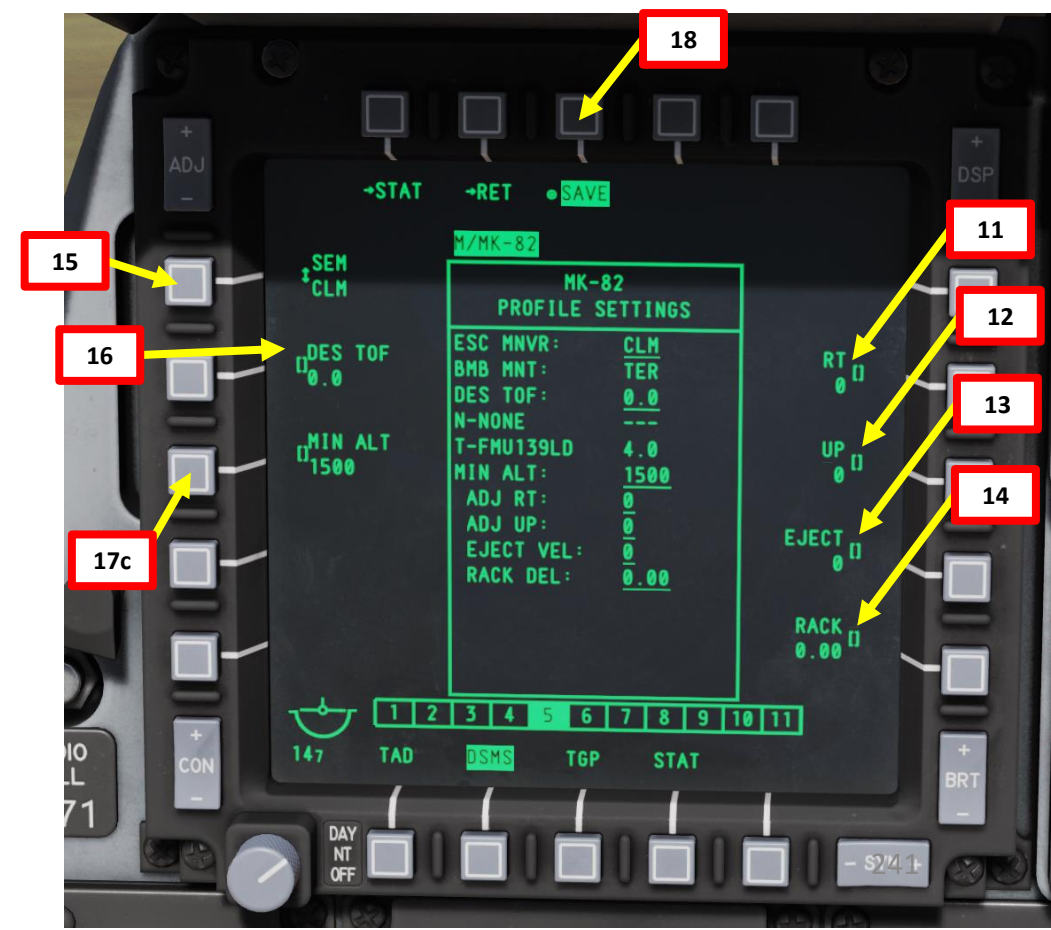 18
+
ADJ
-
+
DSP
→STAT →RET SAVE
11
M/MK-82
15
SEM
CLM
MK-82
PROFILE SETTINGS
12
16
DES TOF
0.0
ESC MNVR: CLM
BMB MNT: TER
DES TOF: 0.0
N-NONE ---
T-FMU139LD 4.0
MIN ALT: 1500
ADJ RT: 0
ADJ UP: 0
EJECT VEL: 0
RACK DEL: 0.00
RT
0
13
MIN ALT
1500
UP
0
14
17c
EJECT
0
RACK
0.00
1 2 3 4 5 6 7 8 9 10 11
147 TAD DSMS TGP STAT
+
CON
-
+
BRT
-
71
DAY
NT
OFF
241